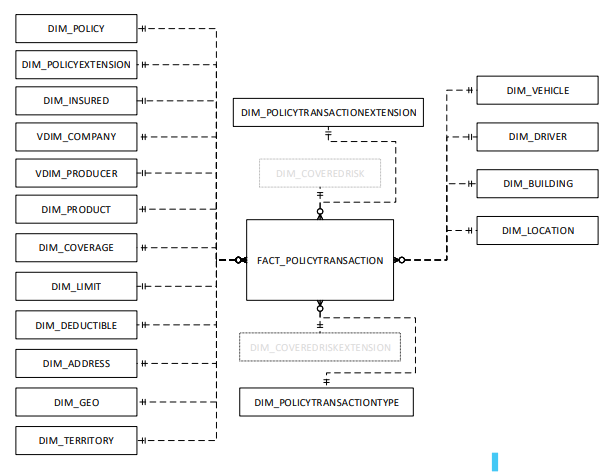 DIM_POLICY
DIM_POLICYEXTENSION
DIM_INSURED
VDIM_COMPANY
VDIM_PRODUCER
DIM_PRODUCT
DIM_COVERAGE
DIM_LIMIT
DIM_DEDUCTIBLE
DIM_ADDRESS
DIM_GEO
DIM_TERRITORY
DIM_POLICYTRANSACTIONEXTENSION
DIM_COVEREDRISK
FACT_POLICYTRANSACTION
DIM_COVEREDRISKEXTENSION
DIM_POLICYTRANSACTIONTYPE
DIM_VEHICLE
DIM_DRIVER
DIM_BUILDING
DIM_LOCATION